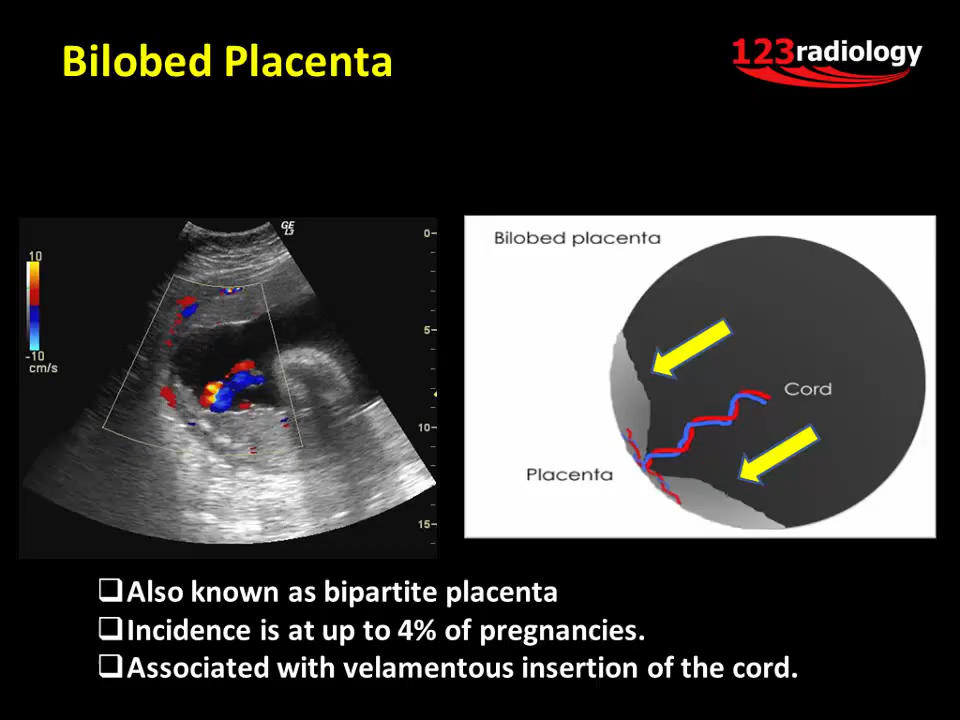 Bilobed Placenta
123radiology
GE
L3
10
-10
cm/s
0-
5-
10-
15-
Bilobed placenta
Cord
Placenta
❑Also known as bipartite placenta
❑Incidence is at up to 4% of pregnancies.
❑Associated with velamentous insertion of the cord.